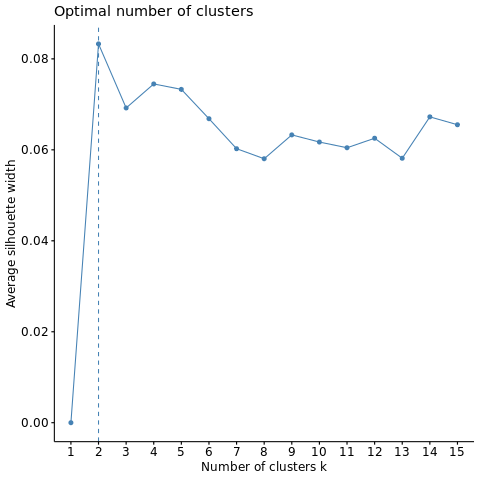 Optimal number of clusters
Average silhouette width
0.08
0.06
0.04
0.02
0.00
1 2 3 4 5 6 7 8 9 10 11 12 13 14 15
Number of clusters k